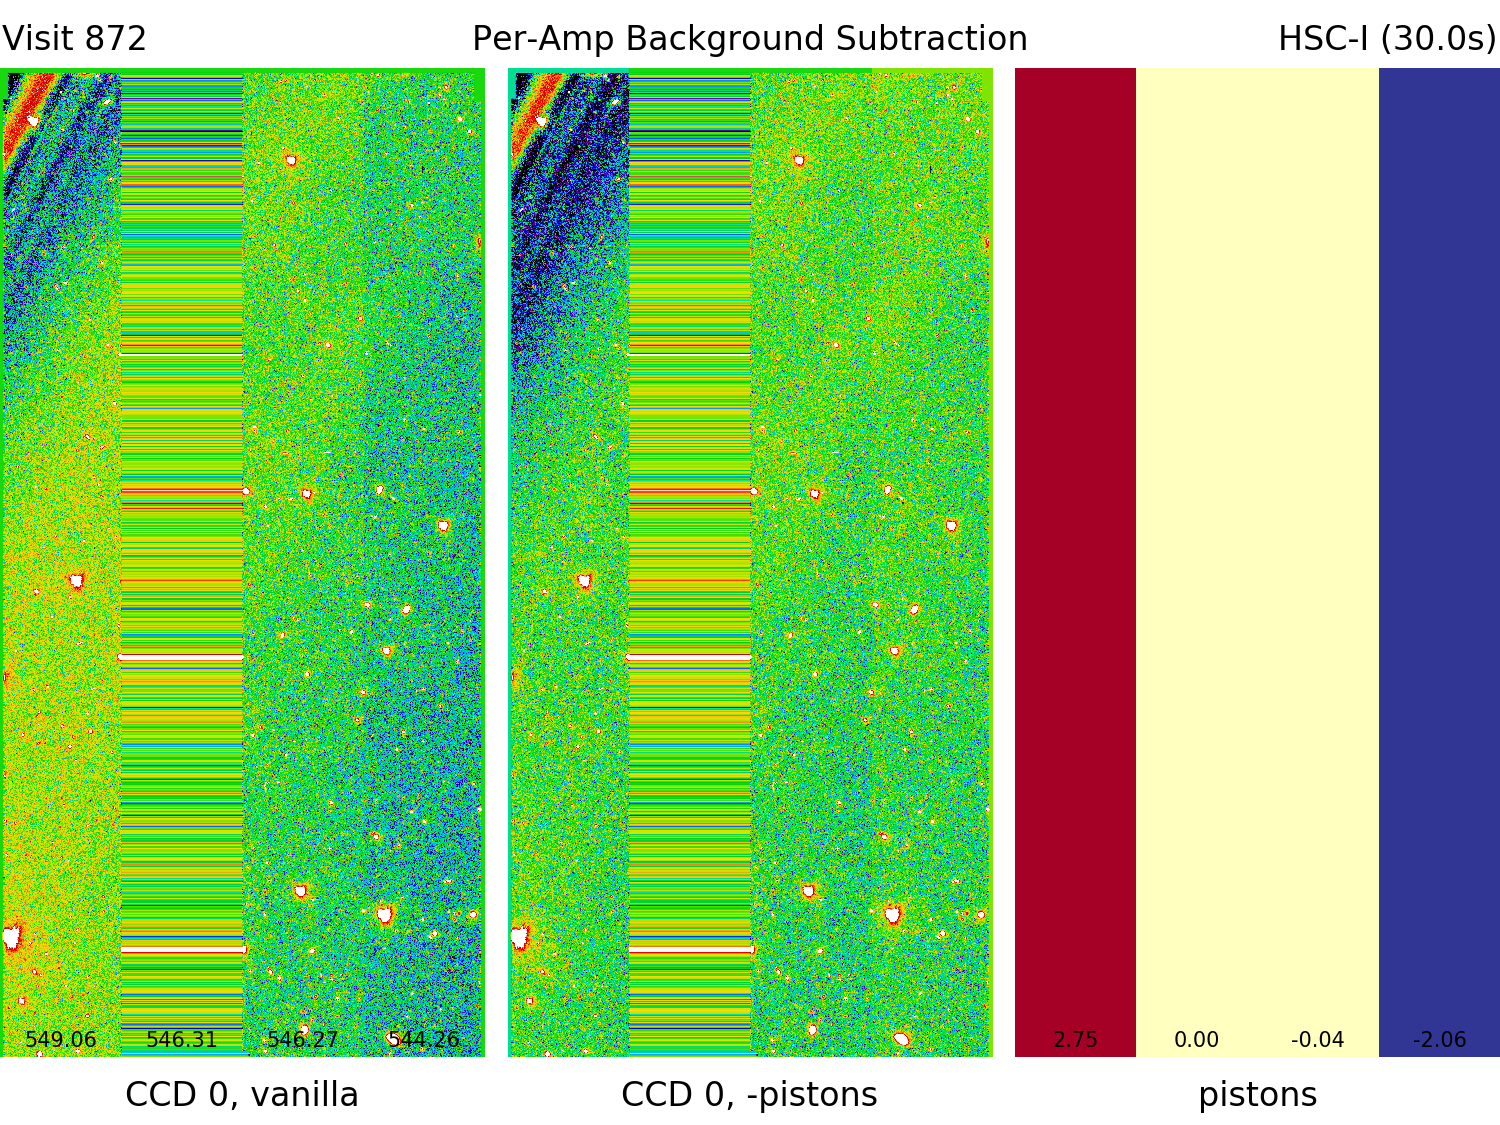 Visit 872
Per-Amp Background Subtraction
HSC-I (30.0s)
549.06 546.31 546.27 544.26
2.75 0.00 -0.04 -2.06
CCD 0, vanilla
CCD 0, -pistons
pistons